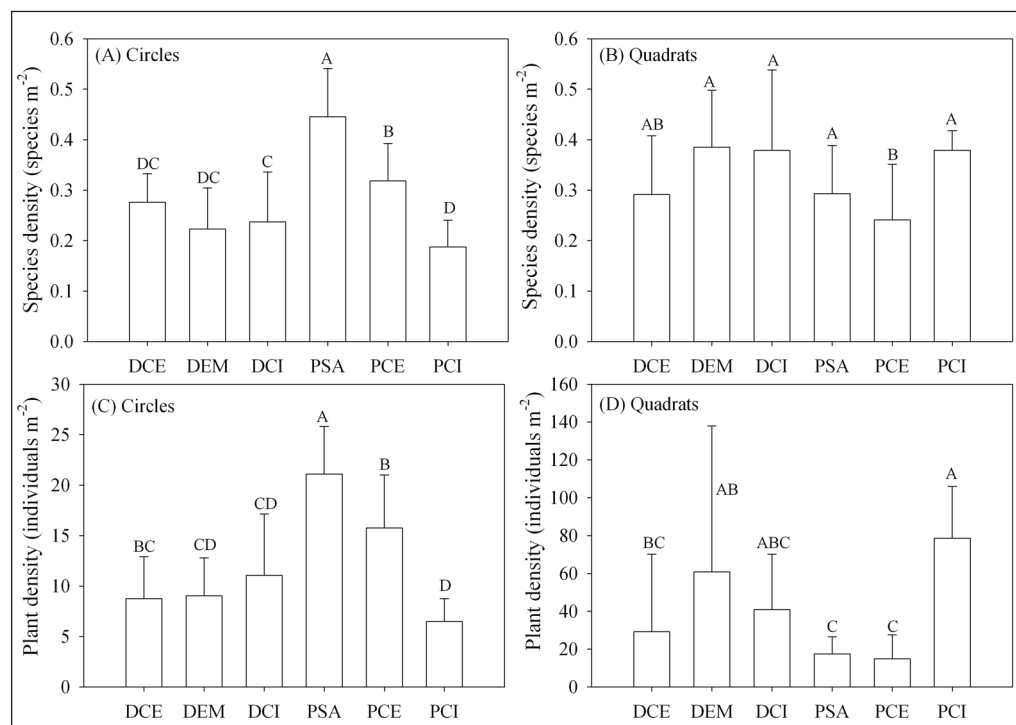 (A) Circles
Species density (species m⁻²)
0.6
0.5
0.4
0.3
0.2
0.1
0.0
DC
DC
C
A
B
D
DCE DEM DCI PSA PCE PCI
(B) Quadrats
Species density (species m⁻²)
0.6
0.5
0.4
0.3
0.2
0.1
0.0
AB
A
A
A
B
A
DCE DEM DCI PSA PCE PCI
(C) Circles
Plant density (individuals m⁻²)
30
25
20
15
10
5
0
BC
CD
CD
A
B
D
DCE DEM DCI PSA PCE PCI
(D) Quadrats
Plant density (individuals m⁻²)
160
140
120
100
80
60
40
20
0
BC
AB
ABC
C
C
A
DCE DEM DCI PSA PCE PCI